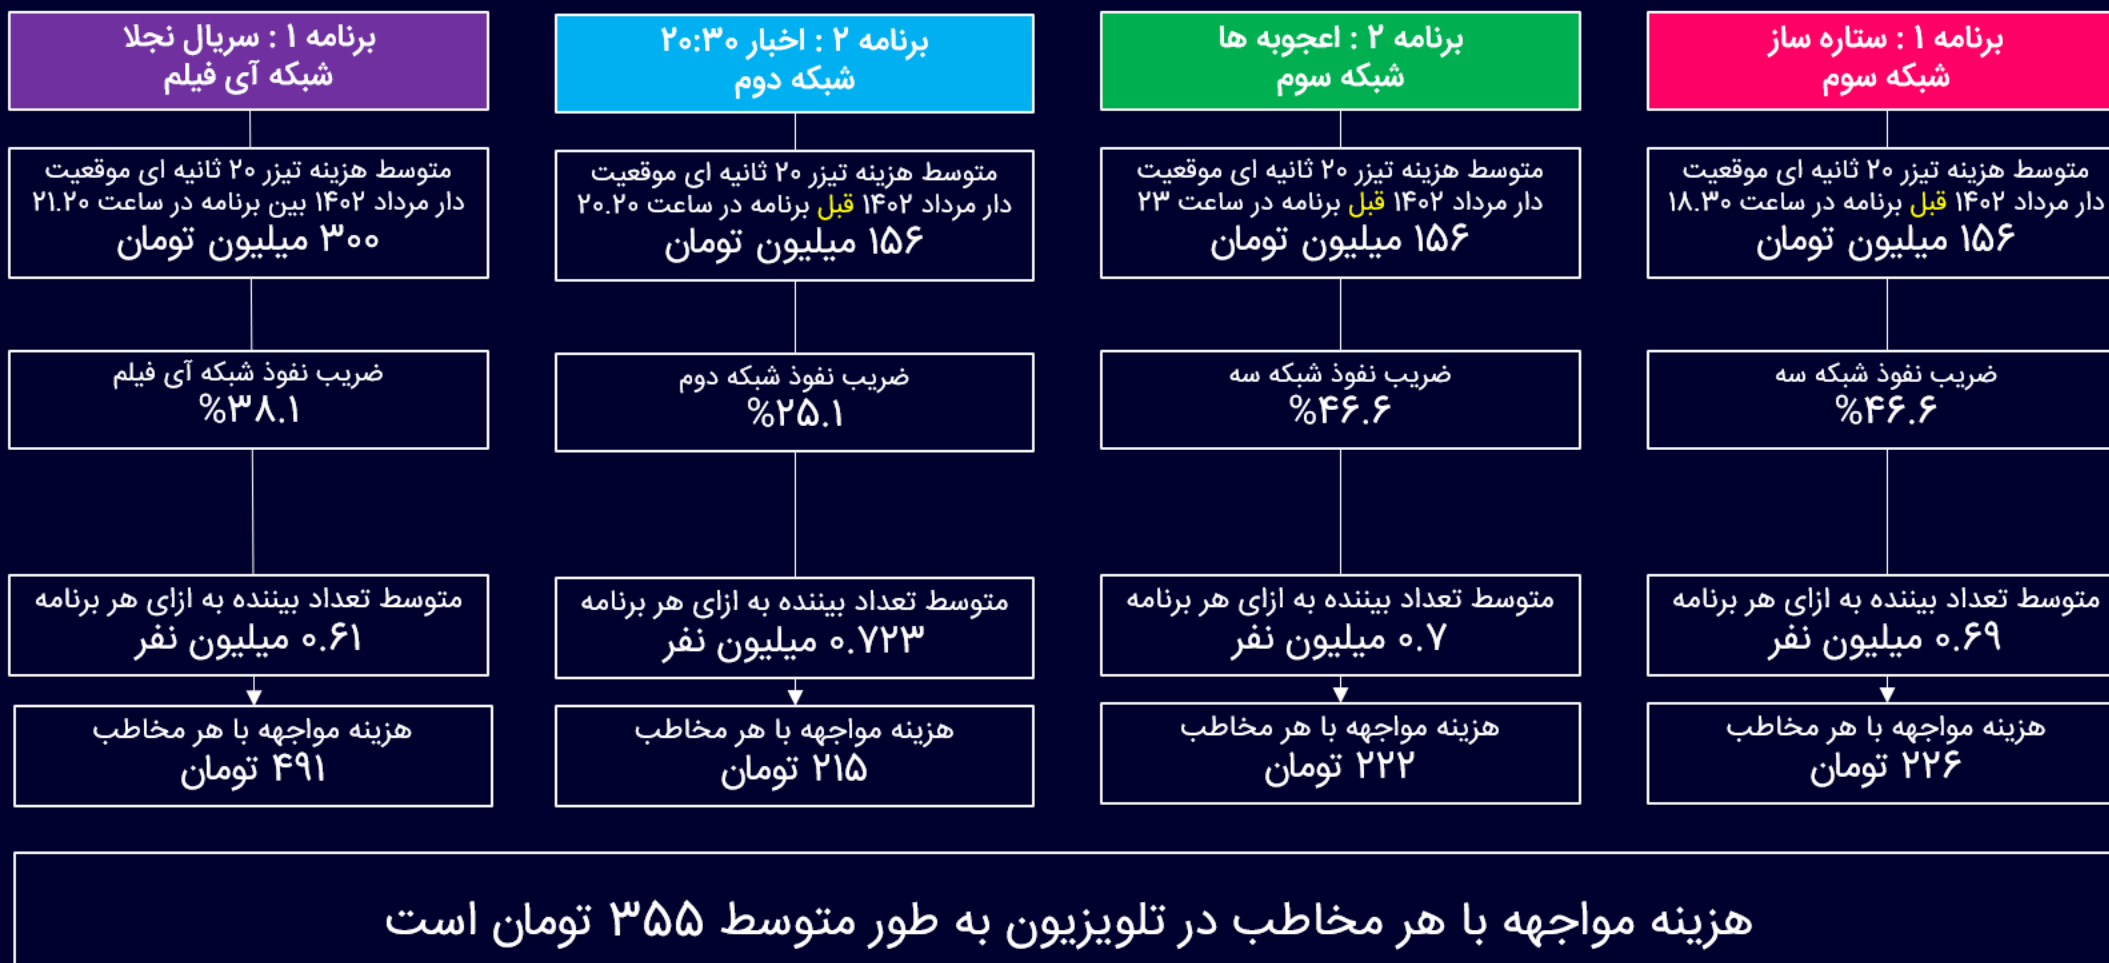 برنامه ۱ : ستاره ساز
شبکه سوم
متوسط هزینه تیزر ۲۰ ثانیه ای موقعیت
دار مرداد ۱۴۰۲ قبل برنامه در ساعت ۱۸.۳۰
۱۵۶ میلیون تومان
ضریب نفوذ شبکه سه
%۴۶.۶
متوسط تعداد بیننده به ازای هر برنامه
۰.۶۹ میلیون نفر
هزینه مواجهه با هر مخاطب
۲۲۶ تومان
برنامه ۲ : اعجوبه ها
شبکه سوم
متوسط هزینه تیزر ۲۰ ثانیه ای موقعیت
دار مرداد ۱۴۰۲ قبل برنامه در ساعت ۲۳
۱۵۶ میلیون تومان
ضریب نفوذ شبکه سه
%۴۶.۶
متوسط تعداد بیننده به ازای هر برنامه
۰.۷ میلیون نفر
هزینه مواجهه با هر مخاطب
۲۲۲ تومان
برنامه ۲ : اخبار ۲۰:۳۰
شبکه دوم
متوسط هزینه تیزر ۲۰ ثانیه ای موقعیت
دار مرداد ۱۴۰۲ قبل برنامه در ساعت ۲۰.۲۰
۱۵۶ میلیون تومان
ضریب نفوذ شبکه دوم
%۲۵.۱
متوسط تعداد بیننده به ازای هر برنامه
۰.۷۲۳ میلیون نفر
هزینه مواجهه با هر مخاطب
۲۱۵ تومان
برنامه ۱ : سریال نجلا
شبکه آی فیلم
متوسط هزینه تیزر ۲۰ ثانیه ای موقعیت
دار مرداد ۱۴۰۲ بین برنامه در ساعت ۲۱.۲۰
۳۰۰ میلیون تومان
ضریب نفوذ شبکه آی فیلم
%۳۸.۱
متوسط تعداد بیننده به ازای هر برنامه
۰.۶۱ میلیون نفر
هزینه مواجهه با هر مخاطب
۴۹۱ تومان
هزینه مواجهه با هر مخاطب در تلویزیون به طور متوسط ۳۵۵ تومان است